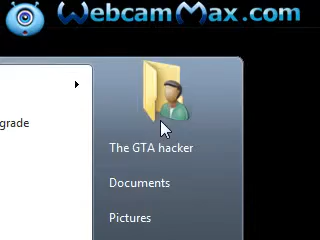 WebcamMax.com
grade
The GTA hacker
Documents
Pictures